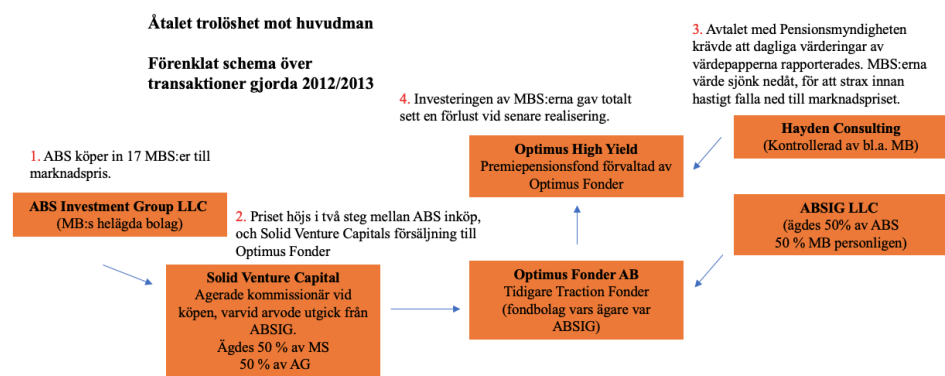 Åtalet trolöshet mot huvudman
Förenklat schema över
transaktioner gjorda 2012/2013
3. Avtalet med Pensionsmyndigheten
krävde att dagliga värderingar av
värdepapperna rapporterades. MBS:erna
värde sjönk nedåt, för att strax innan
hastigt falla ned till marknadspriset.
4. Investeringen av MBS:erna gav totalt
sett en förlust vid senare realisering.
Hayden Consulting
(Kontrollerad av bl.a. MB)
Optimus High Yield
Premiepensionsfond förvaltad av
Optimus Fonder
1. ABS köper in 17 MBS:er till
marknadspris.
ABS Investment Group LLC
(MB:s helägda bolag)
2. Priset höjs i två steg mellan ABS inköp,
och Solid Venture Capitals försäljning till
Optimus Fonder
ABSIG LLC
(ägdes 50% av ABS
50 % MB personligen)
Solid Venture Capital
Agerade kommissionär vid
köpen, varvid arvode utgick från
ABSIG.
Ägdes 50 % av MS
50 % av AG
Optimus Fonder AB
Tidigare Traction Fonder
(fondbolag vars ägare var
ABSIG)